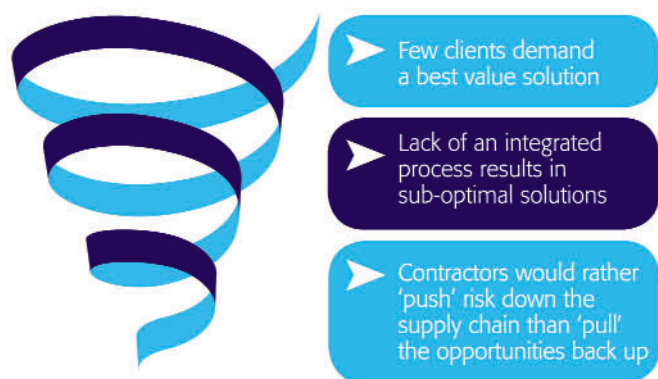 Few clients demand
a best value solution
Lack of an integrated
process results in
sub-optimal solutions
Contractors would rather
‘push’ risk down the
supply chain than ‘pull’
the opportunities back up